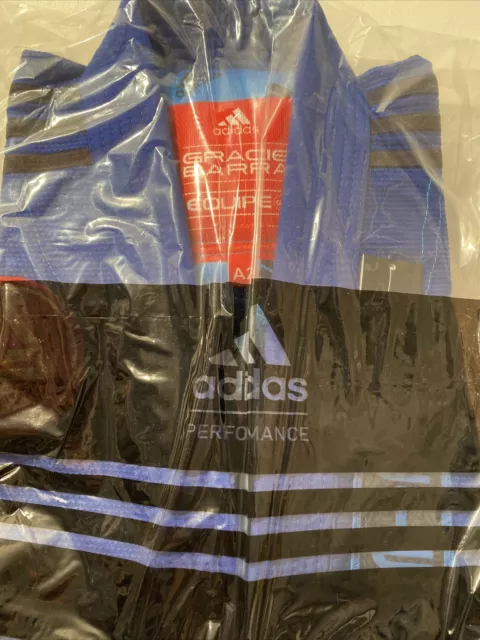 adidas
GRACIE
BARRA
EQUIPE
A2
adidas
PERFOMANCE